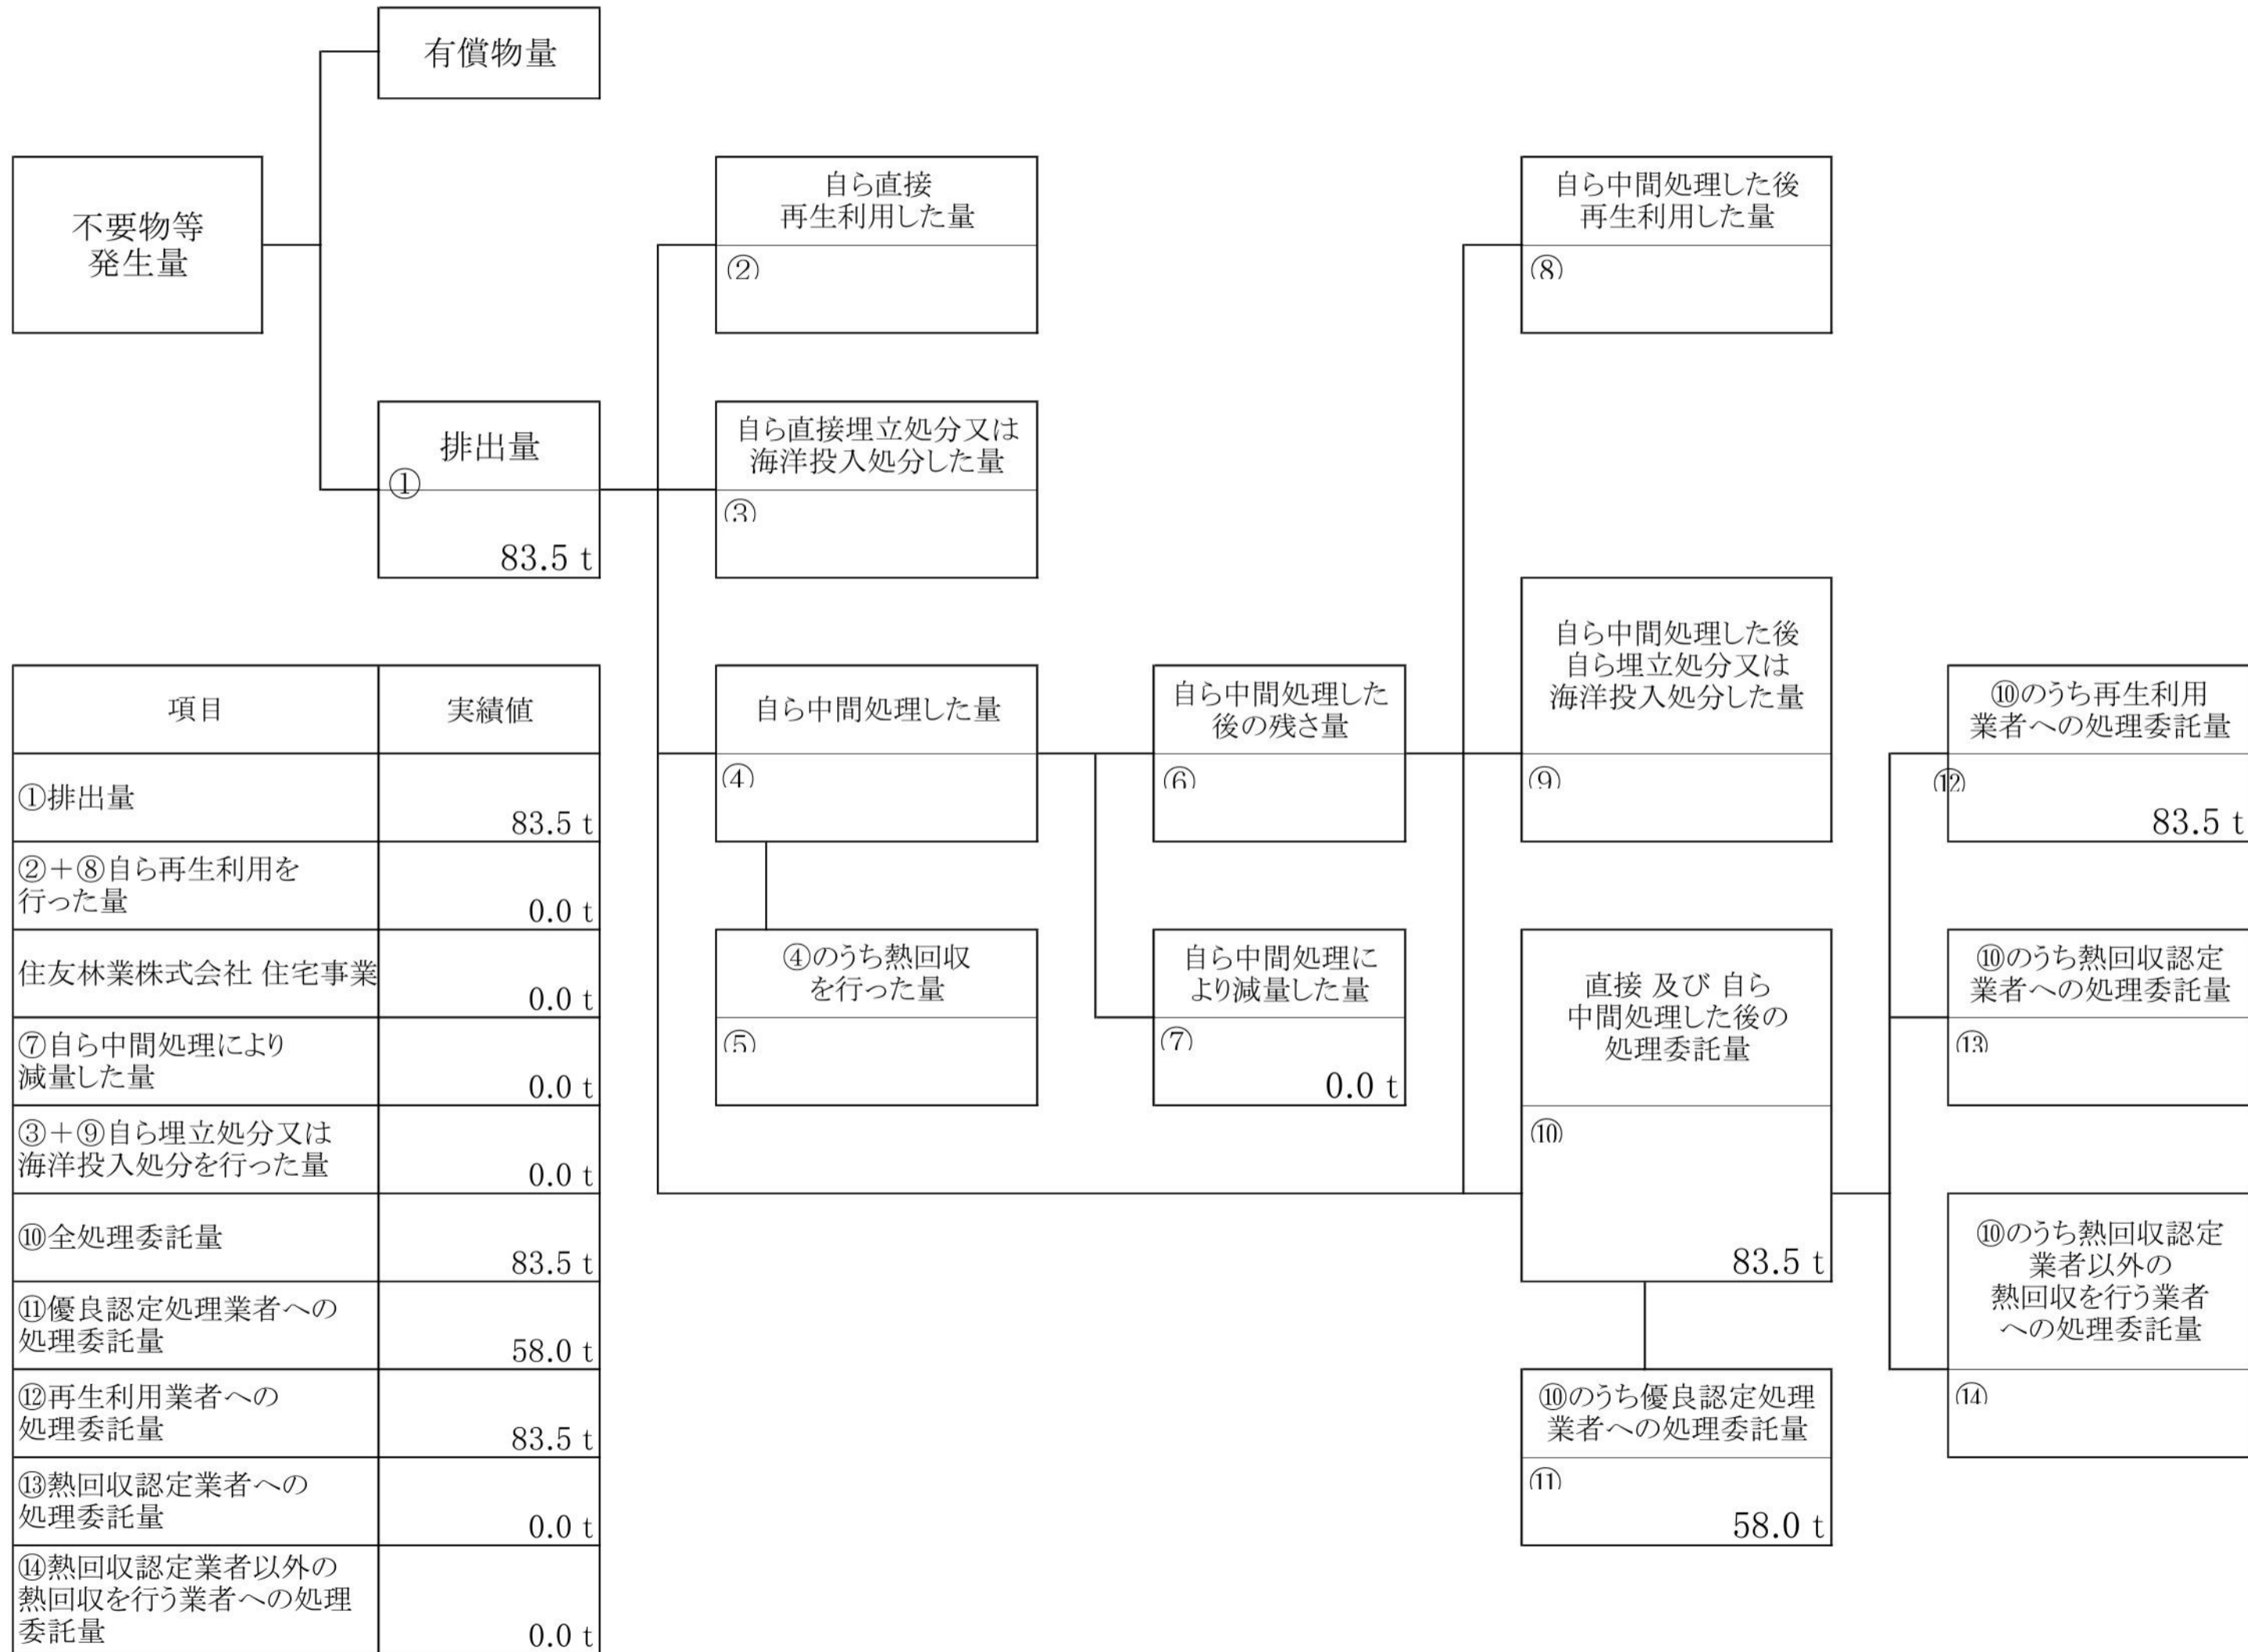 有償物量
不要物等
発生量
自ら直接
再生利用した量
②
自ら中間処理した後
再生利用した量
⑧
排出量
①
83.5 t
自ら直接埋立処分又は
海洋投入処分した量
③
自ら中間処理した量
④
自ら中間処理した
後の残さ量
⑥
自ら中間処理した後
自ら埋立処分又は
海洋投入処分した量
⑨
⑩のうち再生利用
業者への処理委託量
⑫
83.5 t
④のうち熱回収
を行った量
⑤
自ら中間処理に
より減量した量
⑦
0.0 t
直接 及び 自ら
中間処理した後の
処理委託量
⑩
83.5 t
⑩のうち熱回収認定
業者への処理委託量
⑬
⑩のうち熱回収認定
業者以外の
熱回収を行う業者
への処理委託量
⑭
⑩のうち優良認定処理
業者への処理委託量
⑪
58.0 t
項目 実績値
①排出量
83.5 t
②＋⑧自ら再生利用を
行った量
0.0 t
住友林業株式会社 住宅事業
0.0 t
⑦自ら中間処理により
減量した量
0.0 t
③＋⑨自ら埋立処分又は
海洋投入処分を行った量
0.0 t
⑩全処理委託量
83.5 t
⑪優良認定処理業者への
処理委託量
58.0 t
⑫再生利用業者への
処理委託量
83.5 t
⑬熱回収認定業者への
処理委託量
0.0 t
⑭熱回収認定業者以外の
熱回収を行う業者への処理
委託量
0.0 t